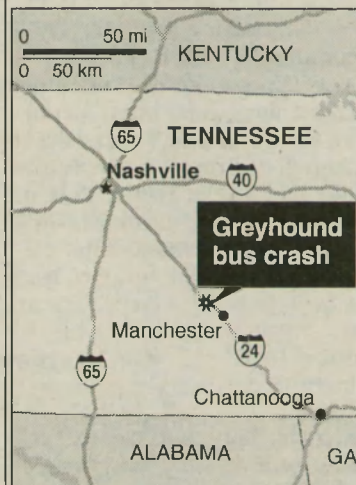 0 50 mi
0 50 km
KENTUCKY
65
TENNESSEE
Nashville
40
Greyhound
bus crash
Manchester
24
65
Chattanooga
ALABAMA
GA